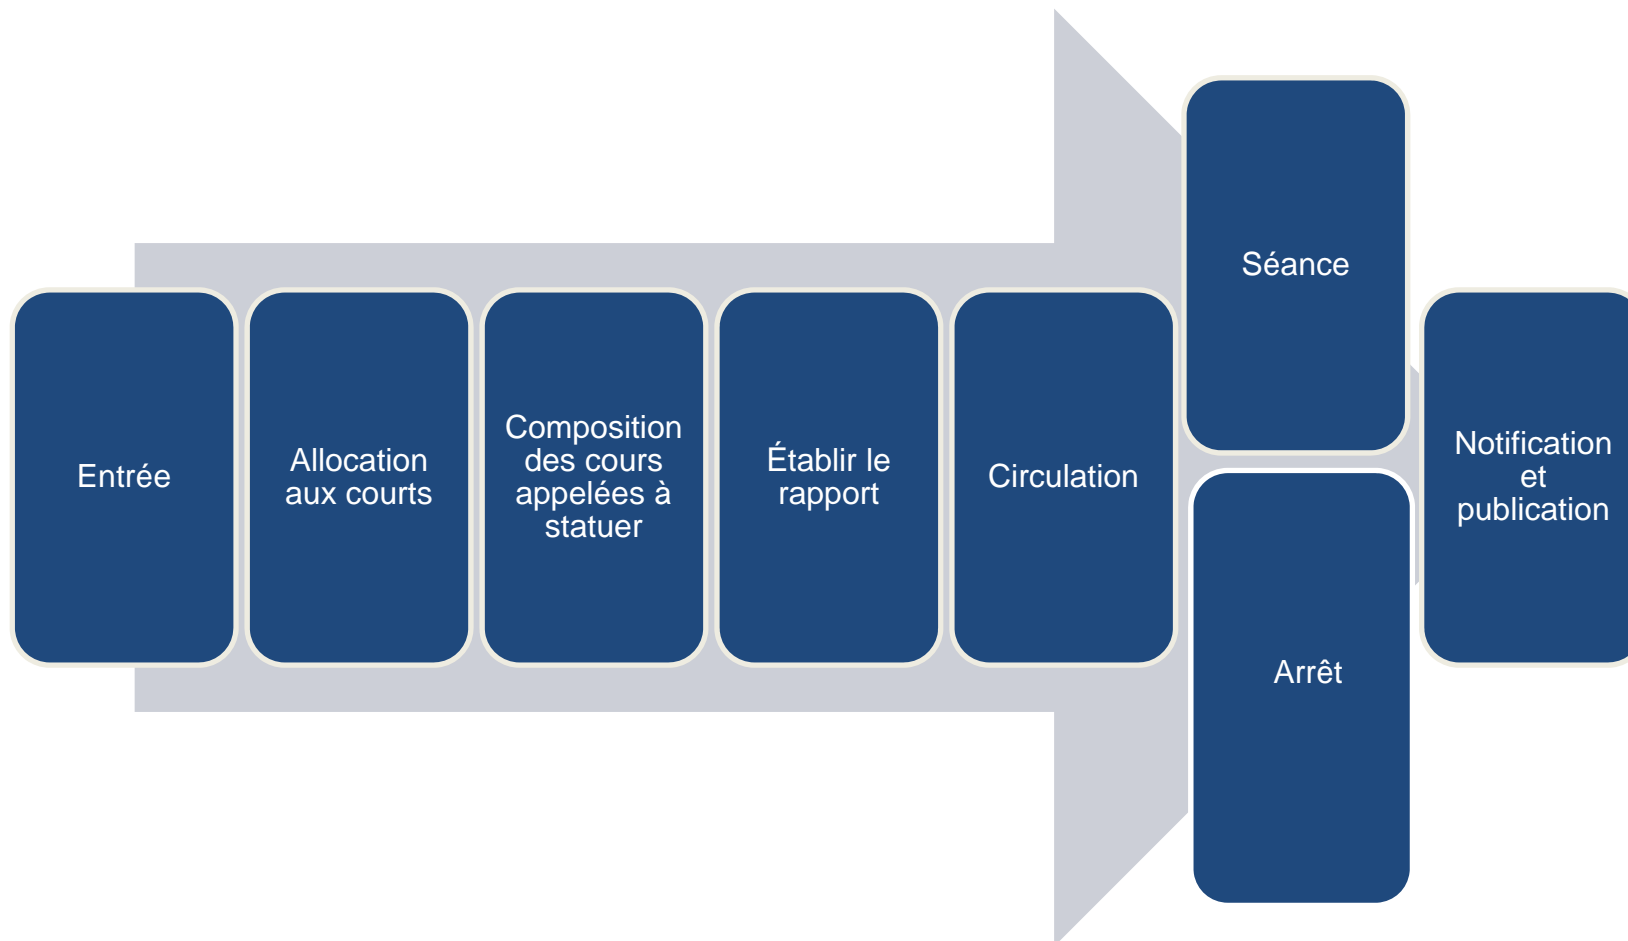 Entrée
Allocation
aux courts
Composition
des cours
appelées à
statuer
Établir le
rapport
Circulation
Séance
Arrêt
Notification
et
publication